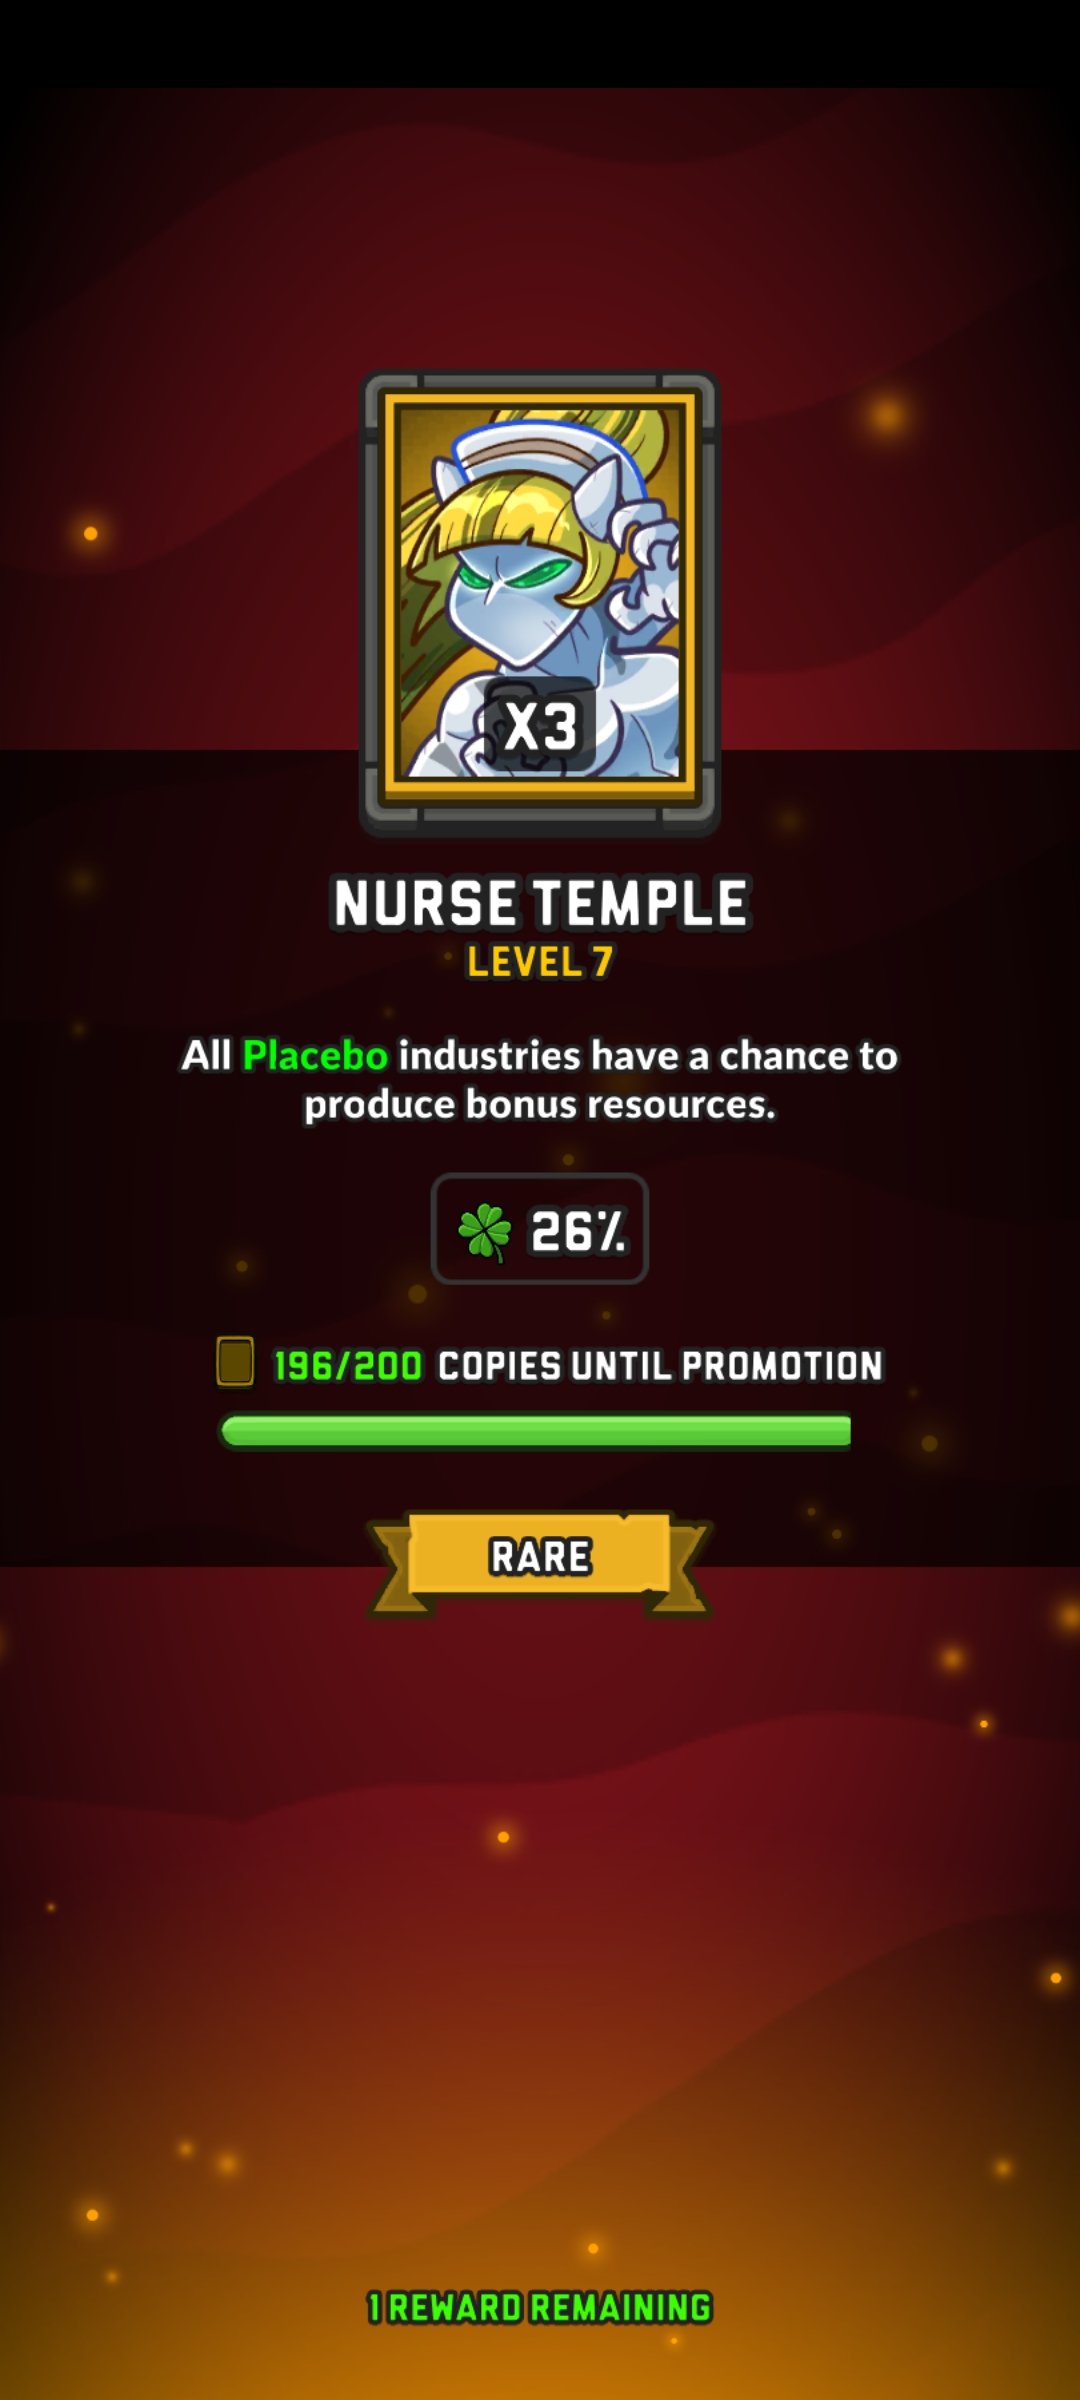 X3
NURSE TEMPLE
LEVEL 7
All Placebo industries have a chance to
produce bonus resources.
26%
196/200 COPIES UNTIL PROMOTION
RARE
1 REWARD REMAINING